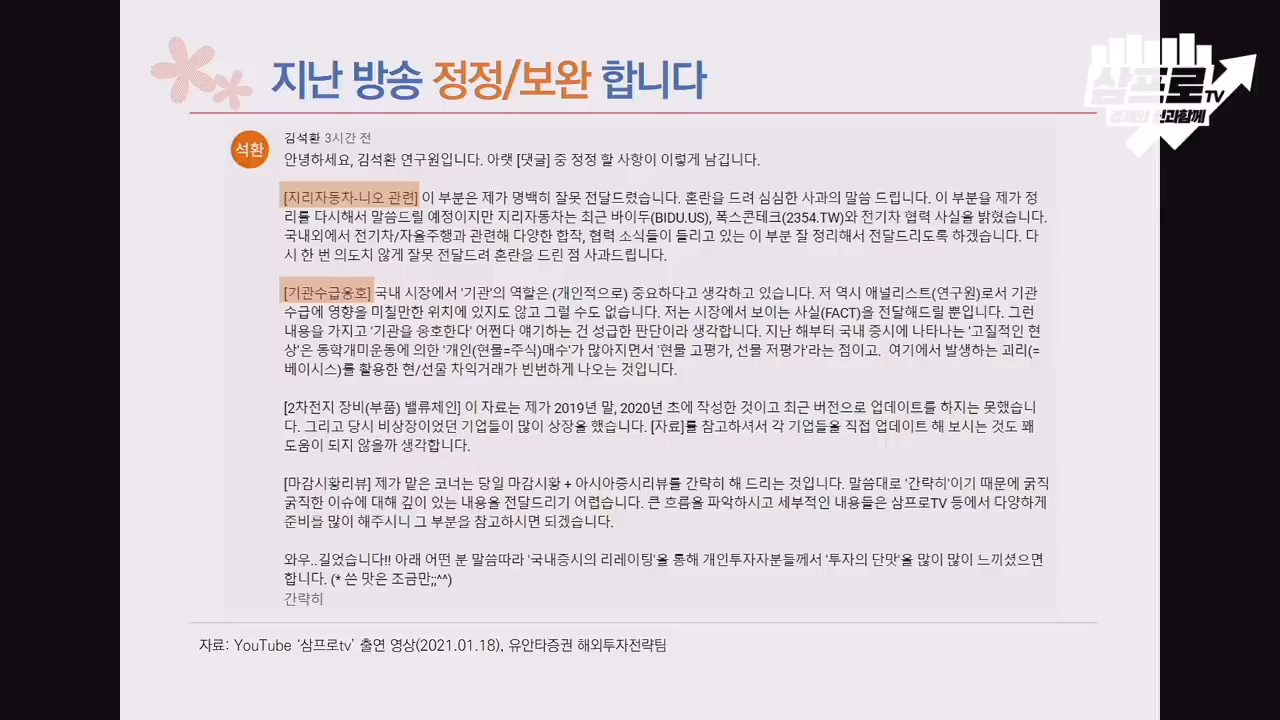 지난 방송 정정/보완 합니다
삼프로TV
경제의 신과함께
석환
김석환 3시간 전
안녕하세요, 김석환 연구원입니다. 아랫 [댓글] 중 정정 할 사항이 이렇게 남깁니다.
[지리자동차-니오 관련] 이 부분은 제가 명백히 잘못 전달드렸습니다. 혼란을 드려 심심한 사과의 말씀 드립니다. 이 부분을 제가 정
리를 다시해서 말씀드릴 예정이지만 지리자동차는 최근 바이두(BIDU.US), 폭스콘테크(2354.TW)와 전기차 협력 사실을 밝혔습니다.
국내외에서 전기차/자율주행과 관련해 다양한 합작, 협력 소식들이 들리고 있는 이 부분 잘 정리해서 전달드리도록 하겠습니다. 다
시 한 번 의도치 않게 잘못 전달드려 혼란을 드린 점 사과드립니다.
[기관수급옹호] 국내 시장에서 '기관'의 역할은 (개인적으로) 중요하다고 생각하고 있습니다. 저 역시 애널리스트(연구원)로서 기관
수급에 영향을 미칠만한 위치에 있지도 않고 그럴 수도 없습니다. 저는 시장에서 보이는 사실(FACT)을 전달해드릴 뿐입니다. 그런
내용을 가지고 '기관을 옹호한다' 어쩐다 얘기하는 건 성급한 판단이라 생각합니다. 지난 해부터 국내 증시에 나타나는 '고질적인 현
상'은 동학개미운동에 의한 '개인(현물=주식)매수'가 많아지면서 '현물 고평가, 선물 저평가'라는 점이고.  여기에서 발생하는 괴리(=
베이시스)를 활용한 현/선물 차익거래가 빈번하게 나오는 것입니다.
[2차전지 장비(부품) 밸류체인] 이 자료는 제가 2019년 말, 2020년 초에 작성한 것이고 최근 버전으로 업데이트를 하지는 못했습니
다. 그리고 당시 비상장이었던 기업들이 많이 상장을 했습니다. [자료]를 참고하셔서 각 기업들을 직접 업데이트 해 보시는 것도 꽤
도움이 되지 않을까 생각합니다.
[마감시황리뷰] 제가 맡은 코너는 당일 마감시황 + 아시아증시리뷰를 간략히 해 드리는 것입니다. 말씀대로 '간략히'이기 때문에 굵직
굵직한 이슈에 대해 깊이 있는 내용을 전달드리기 어렵습니다. 큰 흐름을 파악하시고 세부적인 내용들은 삼프로TV 등에서 다양하게
준비를 많이 해주시니 그 부분을 참고하시면 되겠습니다.
와우..길었습니다!! 아래 어떤 분 말씀따라 '국내증시의 리레이팅'을 통해 개인투자자분들께서 '투자의 단맛'을 많이 많이 느끼셨으면
합니다. (* 쓴 맛은 조금만;;^^)
간략히
자료: YouTube ‘삼프로tv’ 출연 영상(2021.01.18), 유안타증권 해외투자전략팀